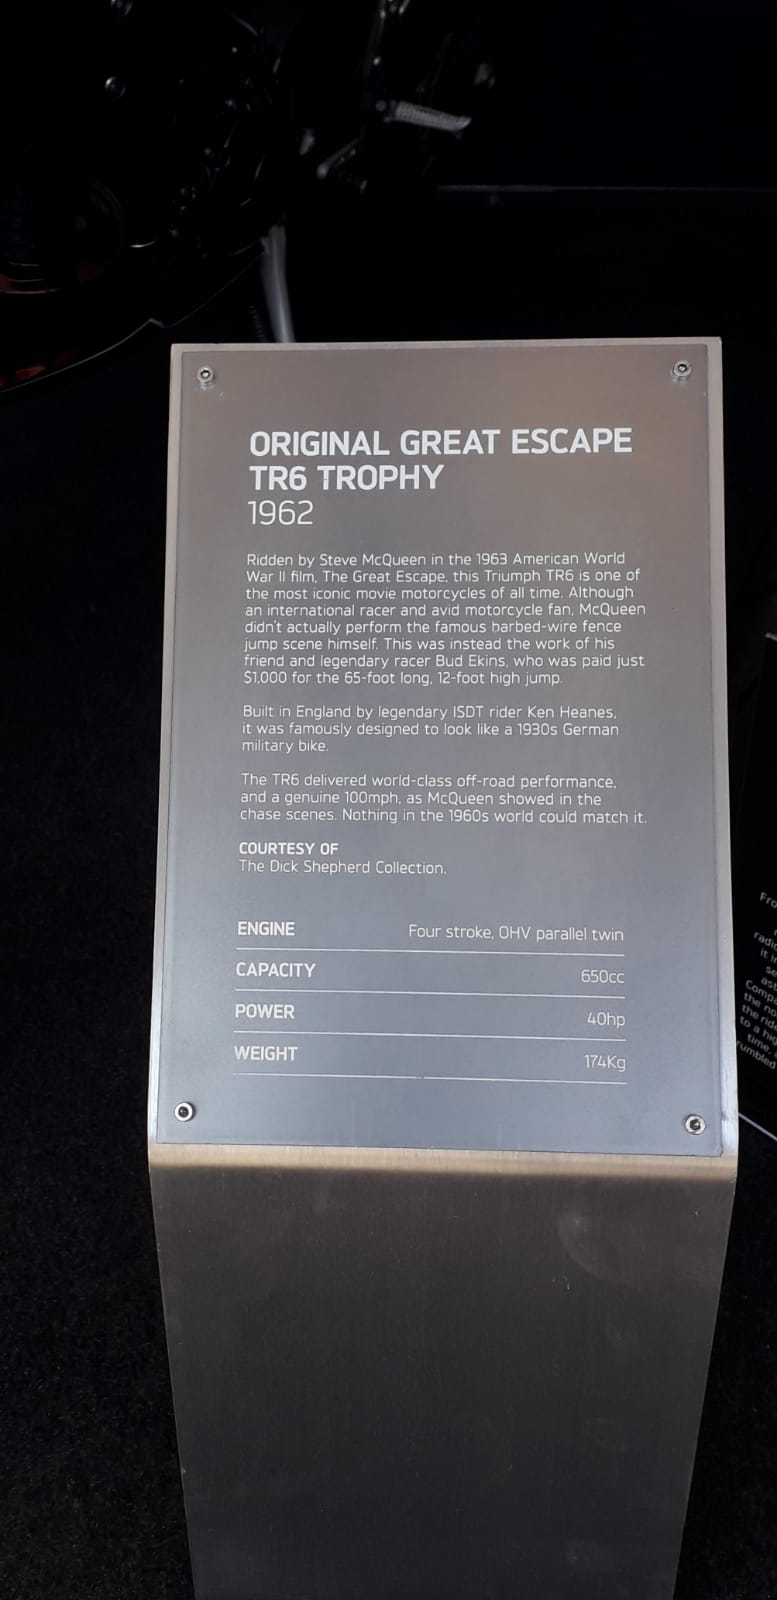 ORIGINAL GREAT ESCAPE
TR6 TROPHY
1962
Ridden by Steve McQueen in the 1963 American World
War II film, The Great Escape, this Triumph TR6 is one of
the most iconic movie motorcycles of all time. Although
an international racer and avid motorcycle fan, McQueen
didn't actually perform the famous barbed-wire fence
jump scene himself. This was instead the work of his
friend and legendary racer Bud Ekins, who was paid just
$1,000 for the 65-foot long, 12-foot high jump.
Built in England by legendary ISDT rider Ken Heanes,
it was famously designed to look like a 1930s German
military bike.
The TR6 delivered world-class off-road performance,
and a genuine 100mph, as McQueen showed in the
chase scenes. Nothing in the 1960s world could match it.
COURTESY OF
The Dick Shepherd Collection.
ENGINE Four stroke, OHV parallel twin
CAPACITY 650cc
POWER 40hp
WEIGHT 174Kg
it
the no
the
to a
time,